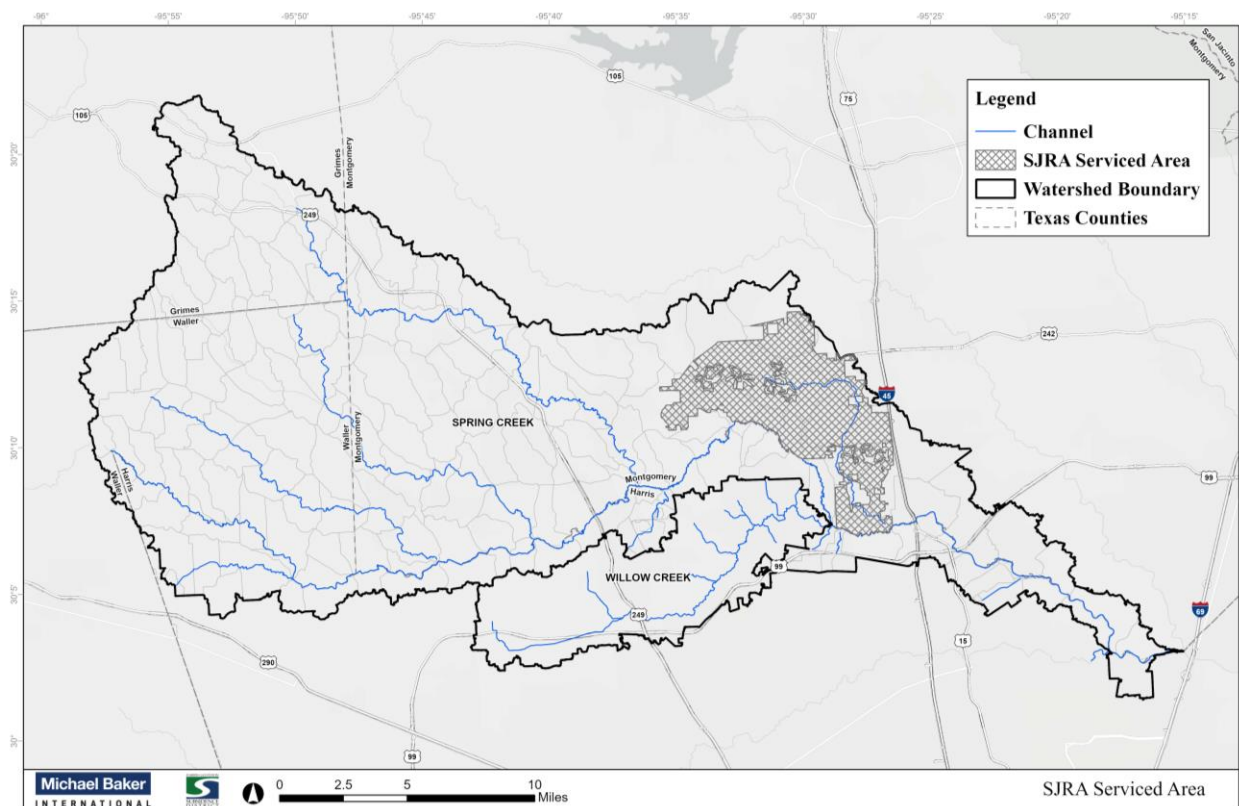 -96° -95°55' -95°50' -95°45' -95°40' -95°35' -95°30' -95°25' -95°20' -95°15'
San Jacinto
Montgomery
105
75
105
Legend
Channel
SJRA Serviced Area
Watershed Boundary
Texas Counties
30°20'
Grimes
Montgomery
249
30°15'
Grimes
Waller
242
45
SPRING CREEK
30°10'
Waller
Montgomery
Harris
Waller
Montgomery
Harris
99
WILLOW CREEK
99
30°5'
249
69
15
290
30°
99
Michael Baker
INTERNATIONAL
SUBSIDENCE
DISTRICT
0 2.5 5 10
Miles
SJRA Serviced Area